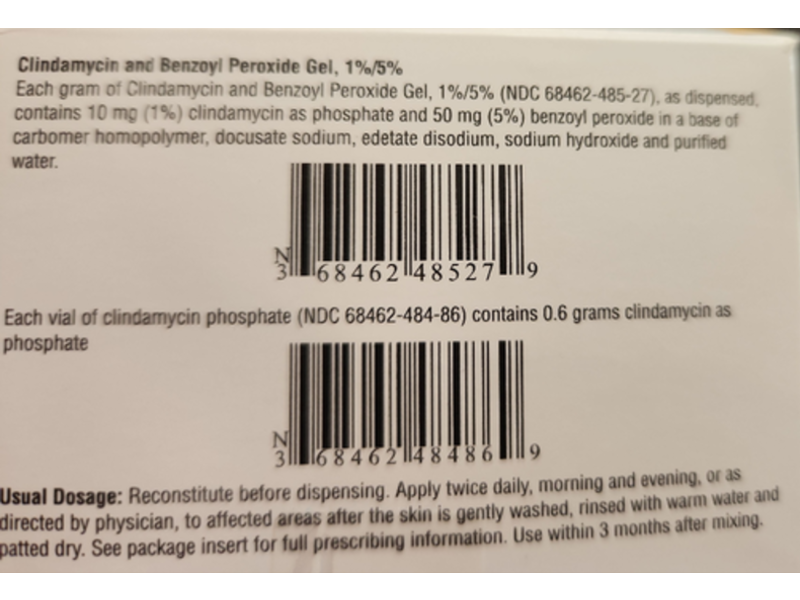 Clindamycin and Benzoyl Peroxide Gel, 1%/5%
Each gram of Clindamycin and Benzoyl Peroxide Gel, 1%/5% (NDC 68462-485-27), as dispensed,
contains 10 mg (1%) clindamycin as phosphate and 50 mg (5%) benzoyl peroxide in a base of
carbomer homopolymer, docusate sodium, edetate disodium, sodium hydroxide and purified
water.
N
3 68462 48527 9
Each vial of clindamycin phosphate (NDC 68462-484-86) contains 0.6 grams clindamycin as
phosphate
N
3 68462 48486 9
Usual Dosage: Reconstitute before dispensing. Apply twice daily, morning and evening, or as
directed by physician, to affected areas after the skin is gently washed, rinsed with warm water and
patted dry. See package insert for full prescribing information. Use within 3 months after mixing.